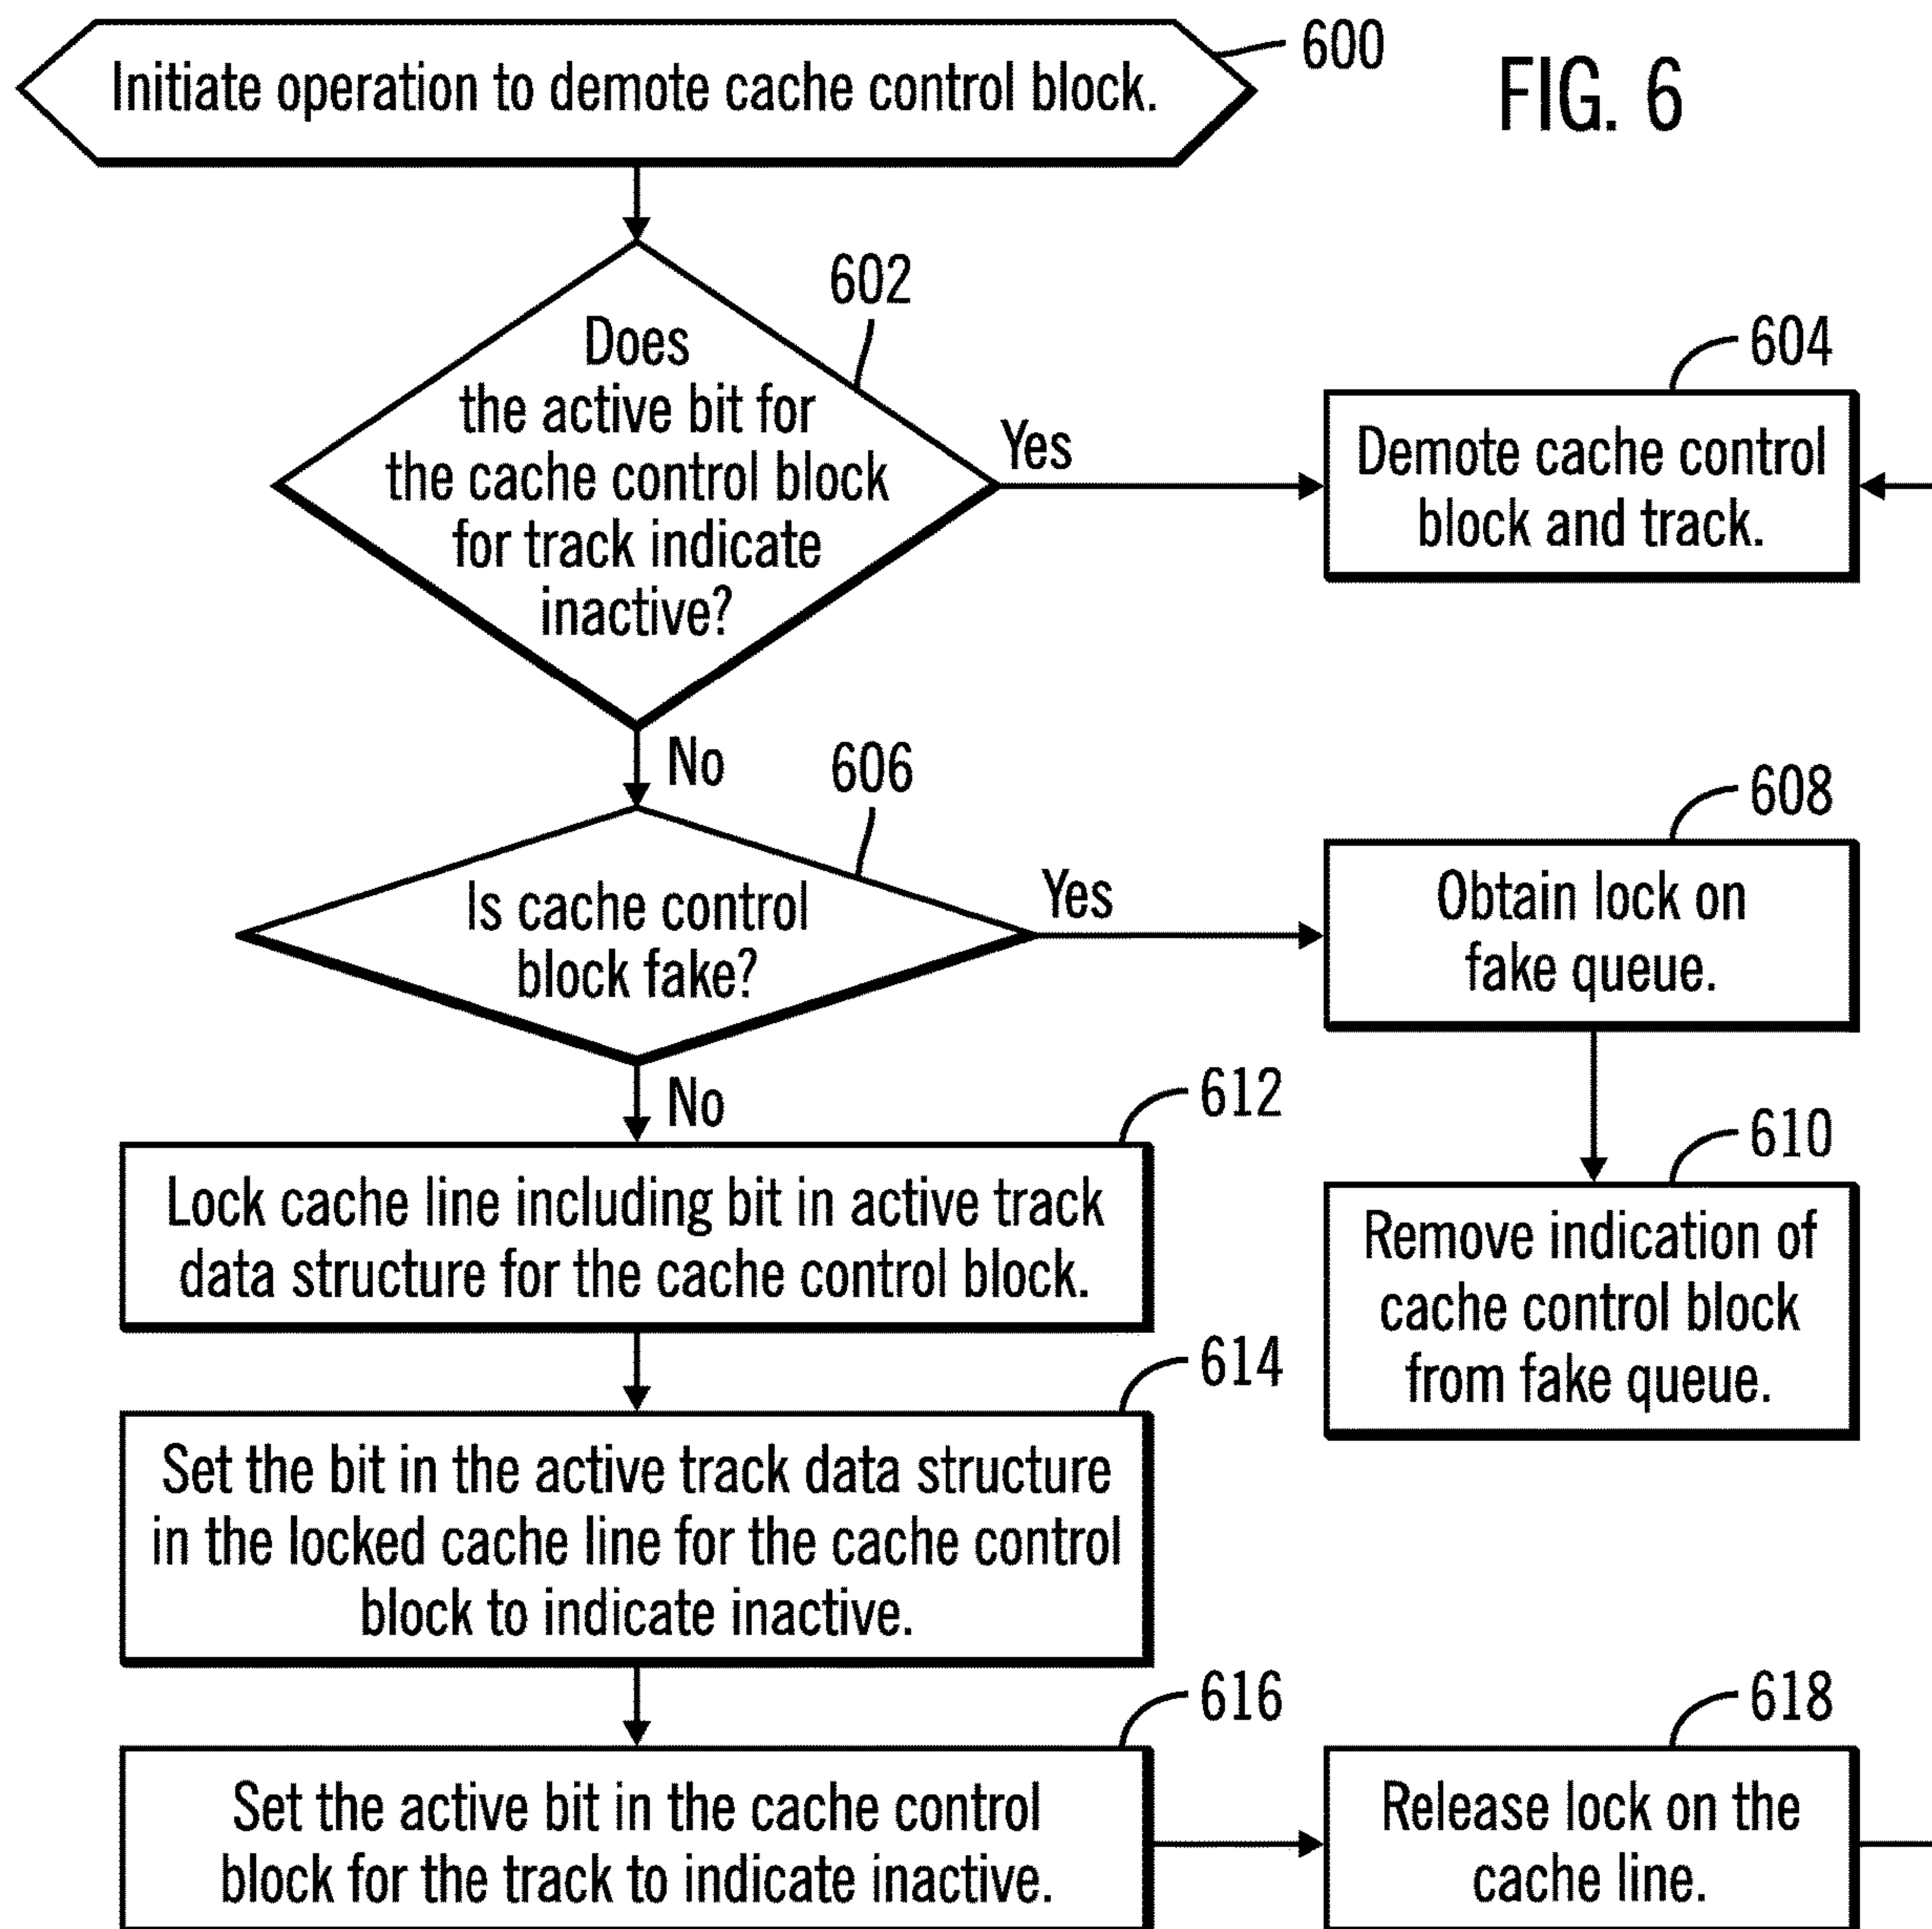 Initiate operation to demote cache control block.
600
FIG. 6
602
Does
the active bit for
the cache control block
for track indicate
inactive?
Yes
604
Demote cache control
block and track.
No
606
Is cache control
block fake?
Yes
608
Obtain lock on
fake queue.
610
Remove indication of
cache control block
from fake queue.
No
612
Lock cache line including bit in active track
data structure for the cache control block.
614
Set the bit in the active track data structure
in the locked cache line for the cache control
block to indicate inactive.
616
Set the active bit in the cache control
block for the track to indicate inactive.
618
Release lock on the
cache line.